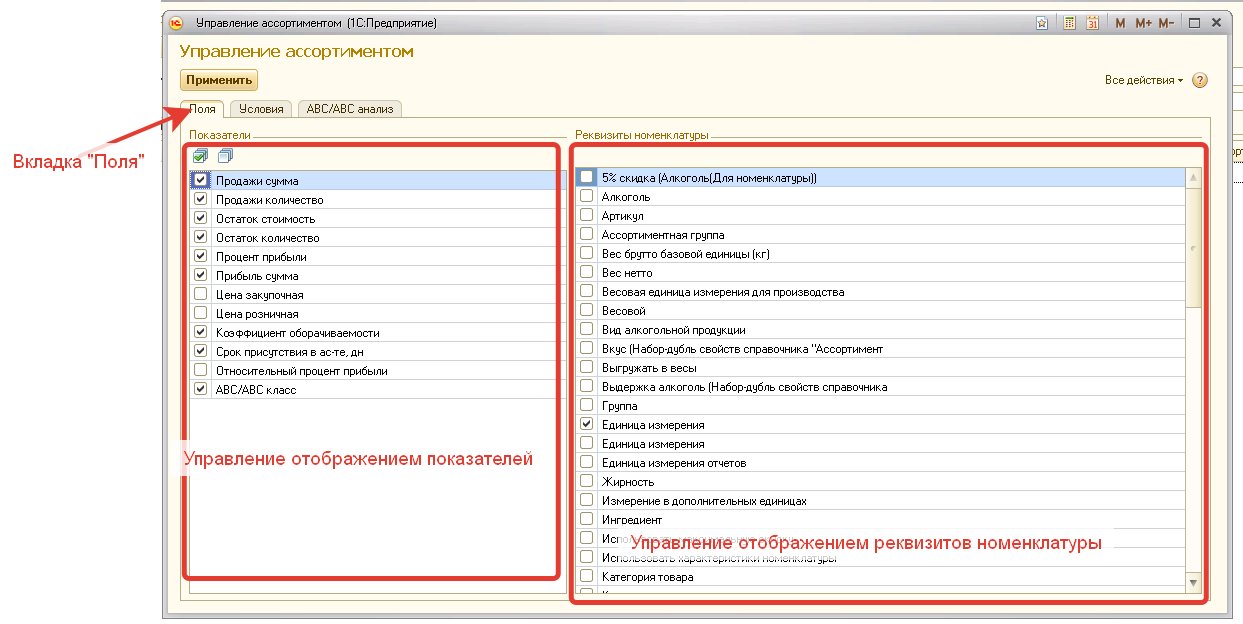 Управление ассортиментом (1С:Предприятие)
M M+ M-
Управление ассортиментом
Применить
Все действия
?
Поля
Условия
ABC/ABC анализ
Вкладка "Поля"
Показатели
Продажи сумма
Продажи количество
Остаток стоимость
Остаток количество
Процент прибыли
Прибыль сумма
Цена закупочная
Цена розничная
Коэффициент оборачиваемости
Срок присутствия в ас-те, дн
Относительный процент прибыли
ABC/ABC класс
Управление отображением показателей
Реквизиты номенклатуры
5% скидка (Алкоголь(Для номенклатуры))
Алкоголь
Артикул
Ассортиментная группа
Вес брутто базовой единицы (кг)
Вес нетто
Весовая единица измерения для производства
Весовой
Вид алкогольной продукции
Вкус (Набор-дубль свойств справочника "Ассортимент
Выгружать в весы
Выдержка алкоголь (Набор-дубль свойств справочника
Группа
Единица измерения
Единица измерения
Единица измерения отчетов
Жирность
Измерение в дополнительных единицах
Ингредиент
Управление отображением реквизитов номенклатуры
Использовать характеристики номенклатуры
Категория товара